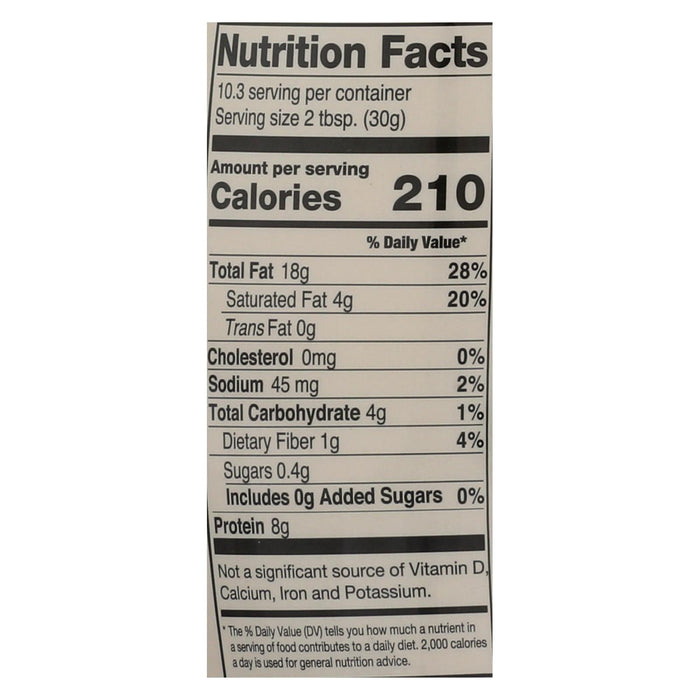 Nutrition Facts
10.3 serving per container
Serving size 2 tbsp. (30g)
Amount per serving
Calories 210
% Daily Value*
Total Fat 18g 28%
Saturated Fat 4g 20%
Trans Fat 0g
Cholesterol 0mg 0%
Sodium 45 mg 2%
Total Carbohydrate 4g 1%
Dietary Fiber 1g 4%
Sugars 0.4g
Includes 0g Added Sugars 0%
Protein 8g
Not a significant source of Vitamin D,
Calcium, Iron and Potassium.
* The % Daily Value (DV) tells you how much a nutrient in
a serving of food contributes to a daily diet. 2,000 calories
a day is used for general nutrition advice.